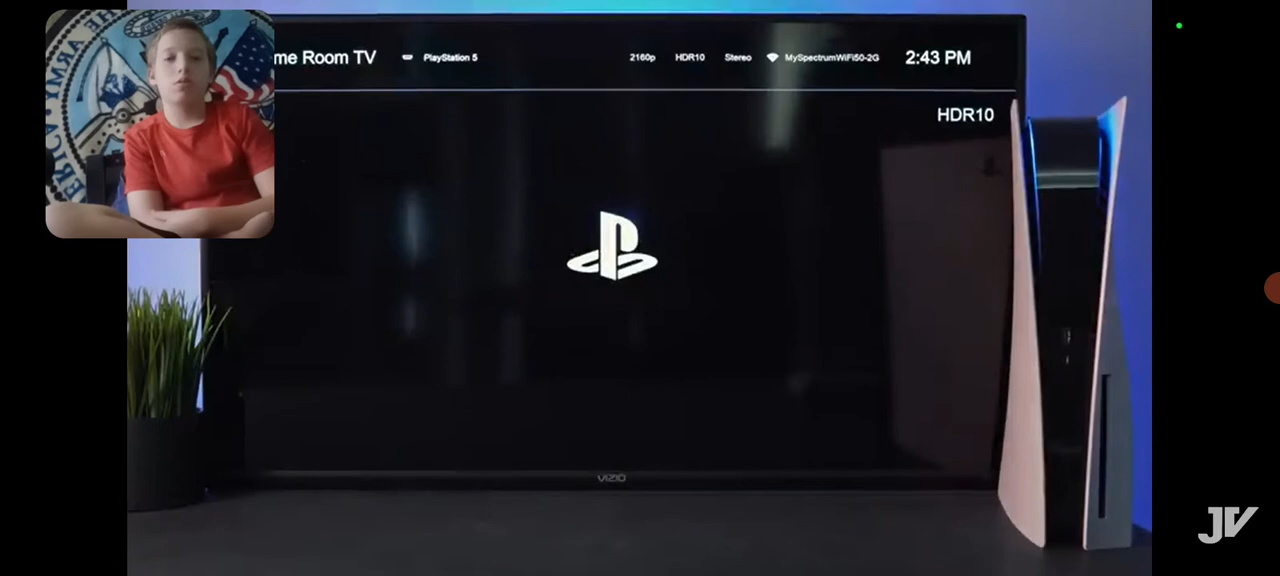 me Room TV PlayStation 5 2160p HDR10 Stereo MySpectrumWiFi50-2G 2:43 PM
HDR10
VIZIO
JV